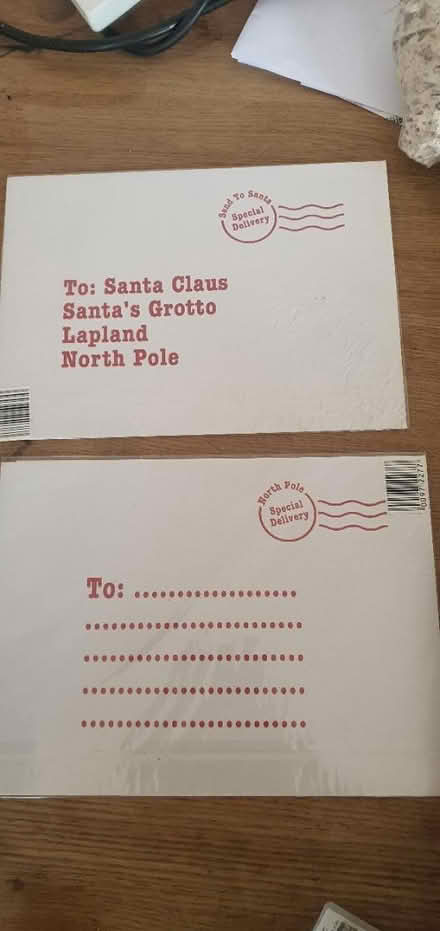 Send To Santa
Special
Delivery
To: Santa Claus
Santa's Grotto
Lapland
North Pole
North Pole
Special
Delivery
To: ...................
.........................
.........................
.........................
.........................